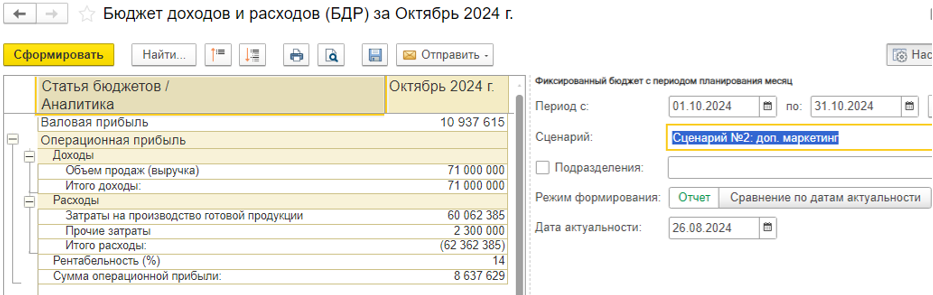 Бюджет доходов и расходов (БДР) за Октябрь 2024 г.
Сформировать Найти... Отправить Нас
Статья бюджетов / Аналитика Октябрь 2024 г.
Валовая прибыль 10 937 615
Операционная прибыль
Доходы
Объем продаж (выручка) 71 000 000
Итого доходы: 71 000 000
Расходы
Затраты на производство готовой продукции 60 062 385
Прочие затраты 2 300 000
Итого расходы: (62 362 385)
Рентабельность (%) 14
Сумма операционной прибыли: 8 637 629
Фиксированный бюджет с периодом планирования месяц
Период с: 01.10.2024 по: 31.10.2024
Сценарий: Сценарий №2: доп. маркетинг
Подразделения:
Режим формирования: Отчет Сравнение по датам актуальности
Дата актуальности: 26.08.2024